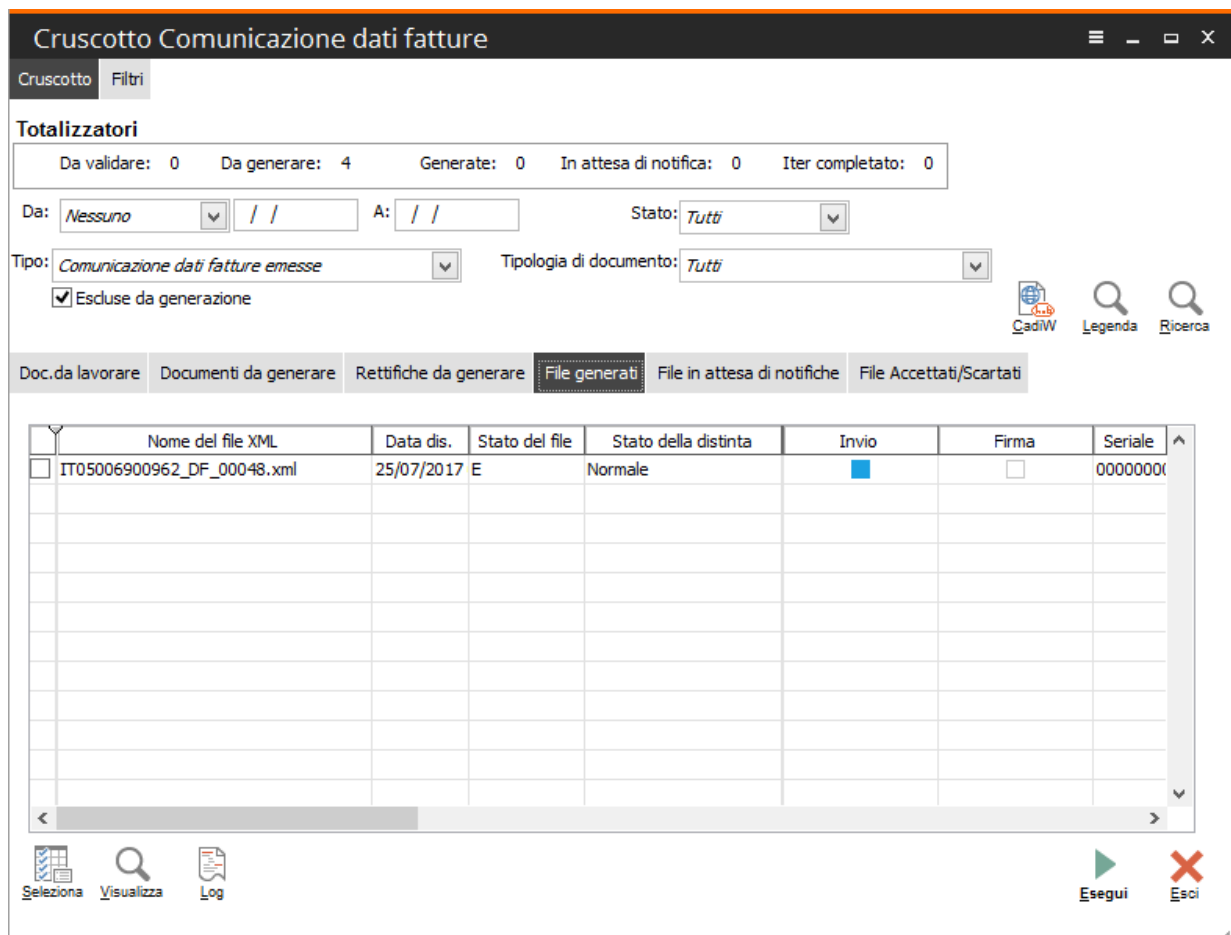 Cruscotto Comunicazione dati fatture
Cruscotto Filtri
Totalizzatori
Da validare: 0 Da generare: 4 Generate: 0 In attesa di notifica: 0 Iter completato: 0
Da: Nessuno / / A: / / Stato: Tutti
Tipo: Comunicazione dati fatture emesse Tipologia di documento: Tutti
Escluse da generazione
CadiW Legenda Ricerca
Doc.da lavorare Documenti da generare Rettifiche da generare File generati File in attesa di notifiche File Accettati/Scartati
Nome del file XML Data dis. Stato del file Stato della distinta Invio Firma Seriale
IT05006900962_DF_00048.xml 25/07/2017 E Normale 00000000
Seleziona Visualizza Log Esegui Esci